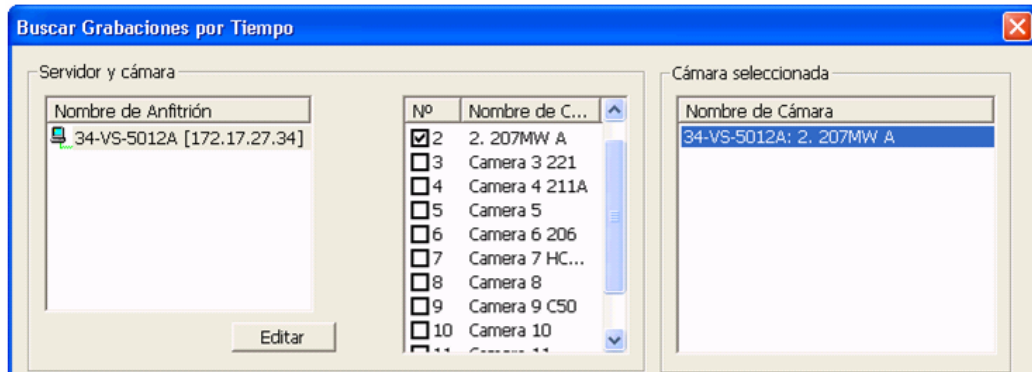 Buscar Grabaciones por Tiempo
Servidor y cámara
Nombre de Anfitrión
34-VS-5012A [172.17.27.34]
Editar
Nº Nombre de C...
2 2. 207MW A
3 Camera 3 221
4 Camera 4 211A
5 Camera 5
6 Camera 6 206
7 Camera 7 HC...
8 Camera 8
9 Camera 9 C50
10 Camera 10
Cámara seleccionada
Nombre de Cámara
34-VS-5012A: 2. 207MW A